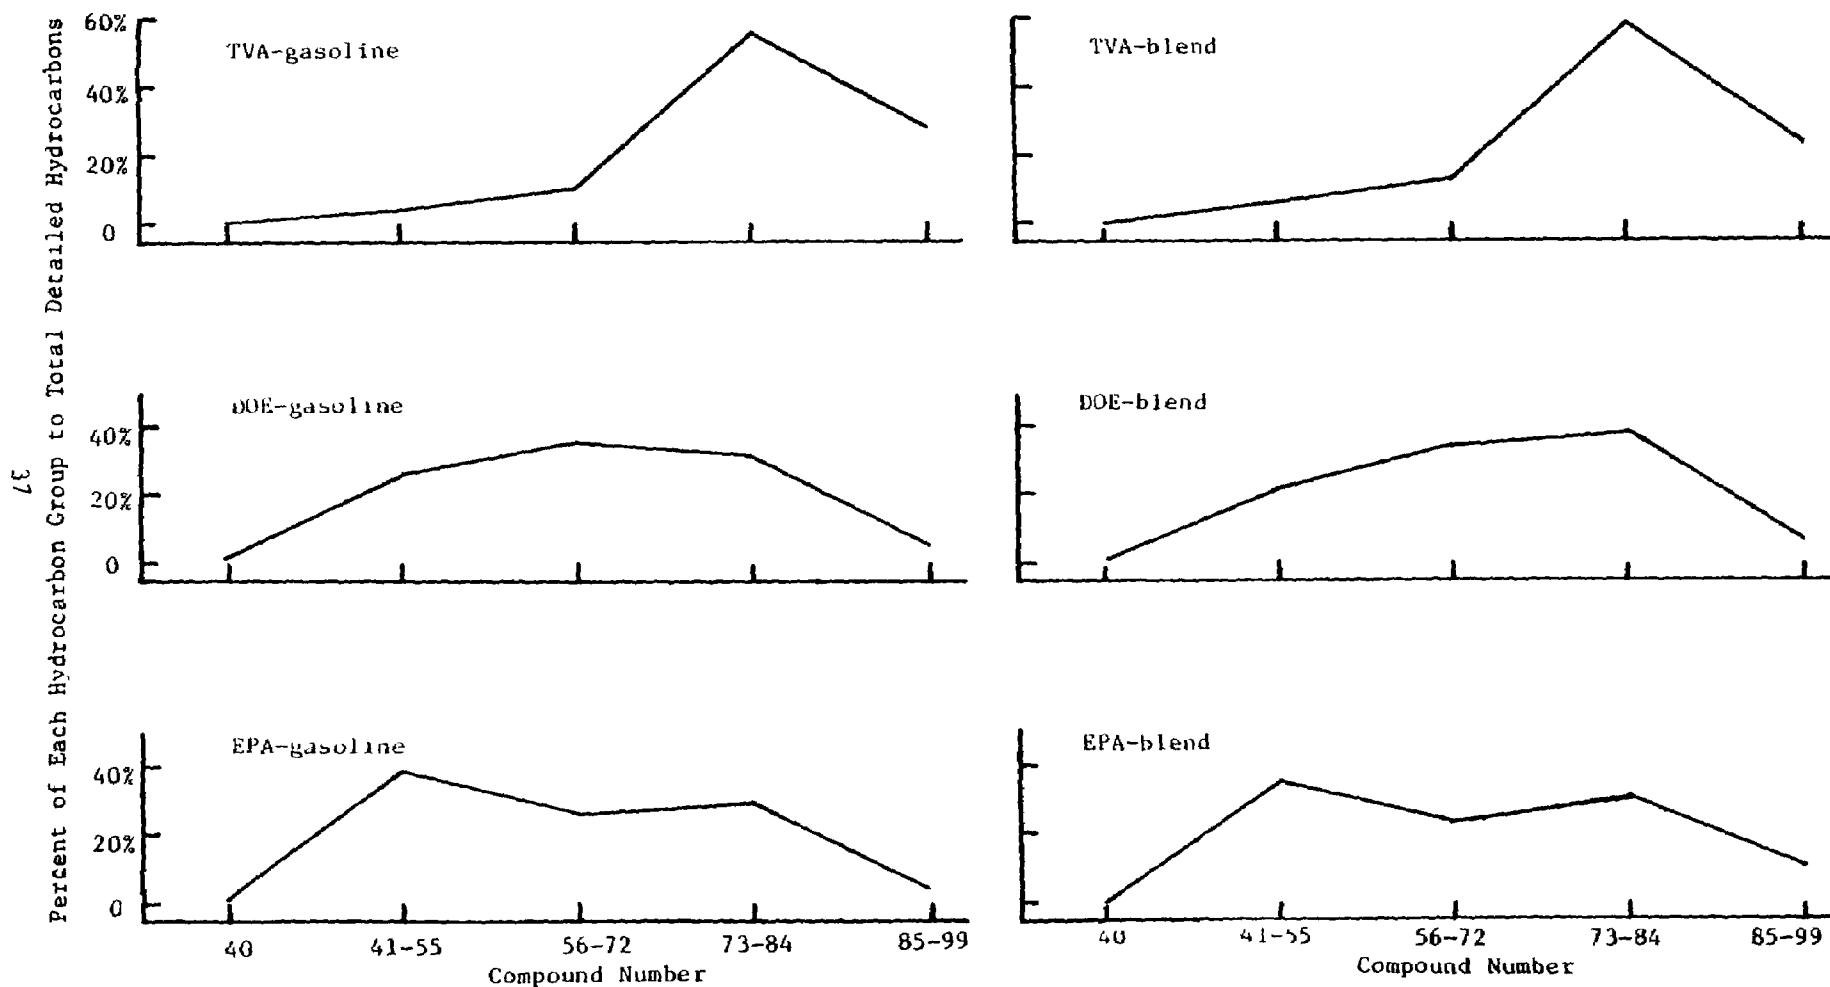 Percent of Each Hydrocarbon Group to Total Detailed Hydrocarbons
37
TVA-gasoline
60%
40%
20%
0
TVA-blend
DOE-gasoline
40%
20%
0
DOE-blend
EPA-gasoline
40%
20%
0
40 41-55 56-72 73-84 85-99
Compound Number
EPA-blend
40 41-55 56-72 73-84 85-99
Compound Number